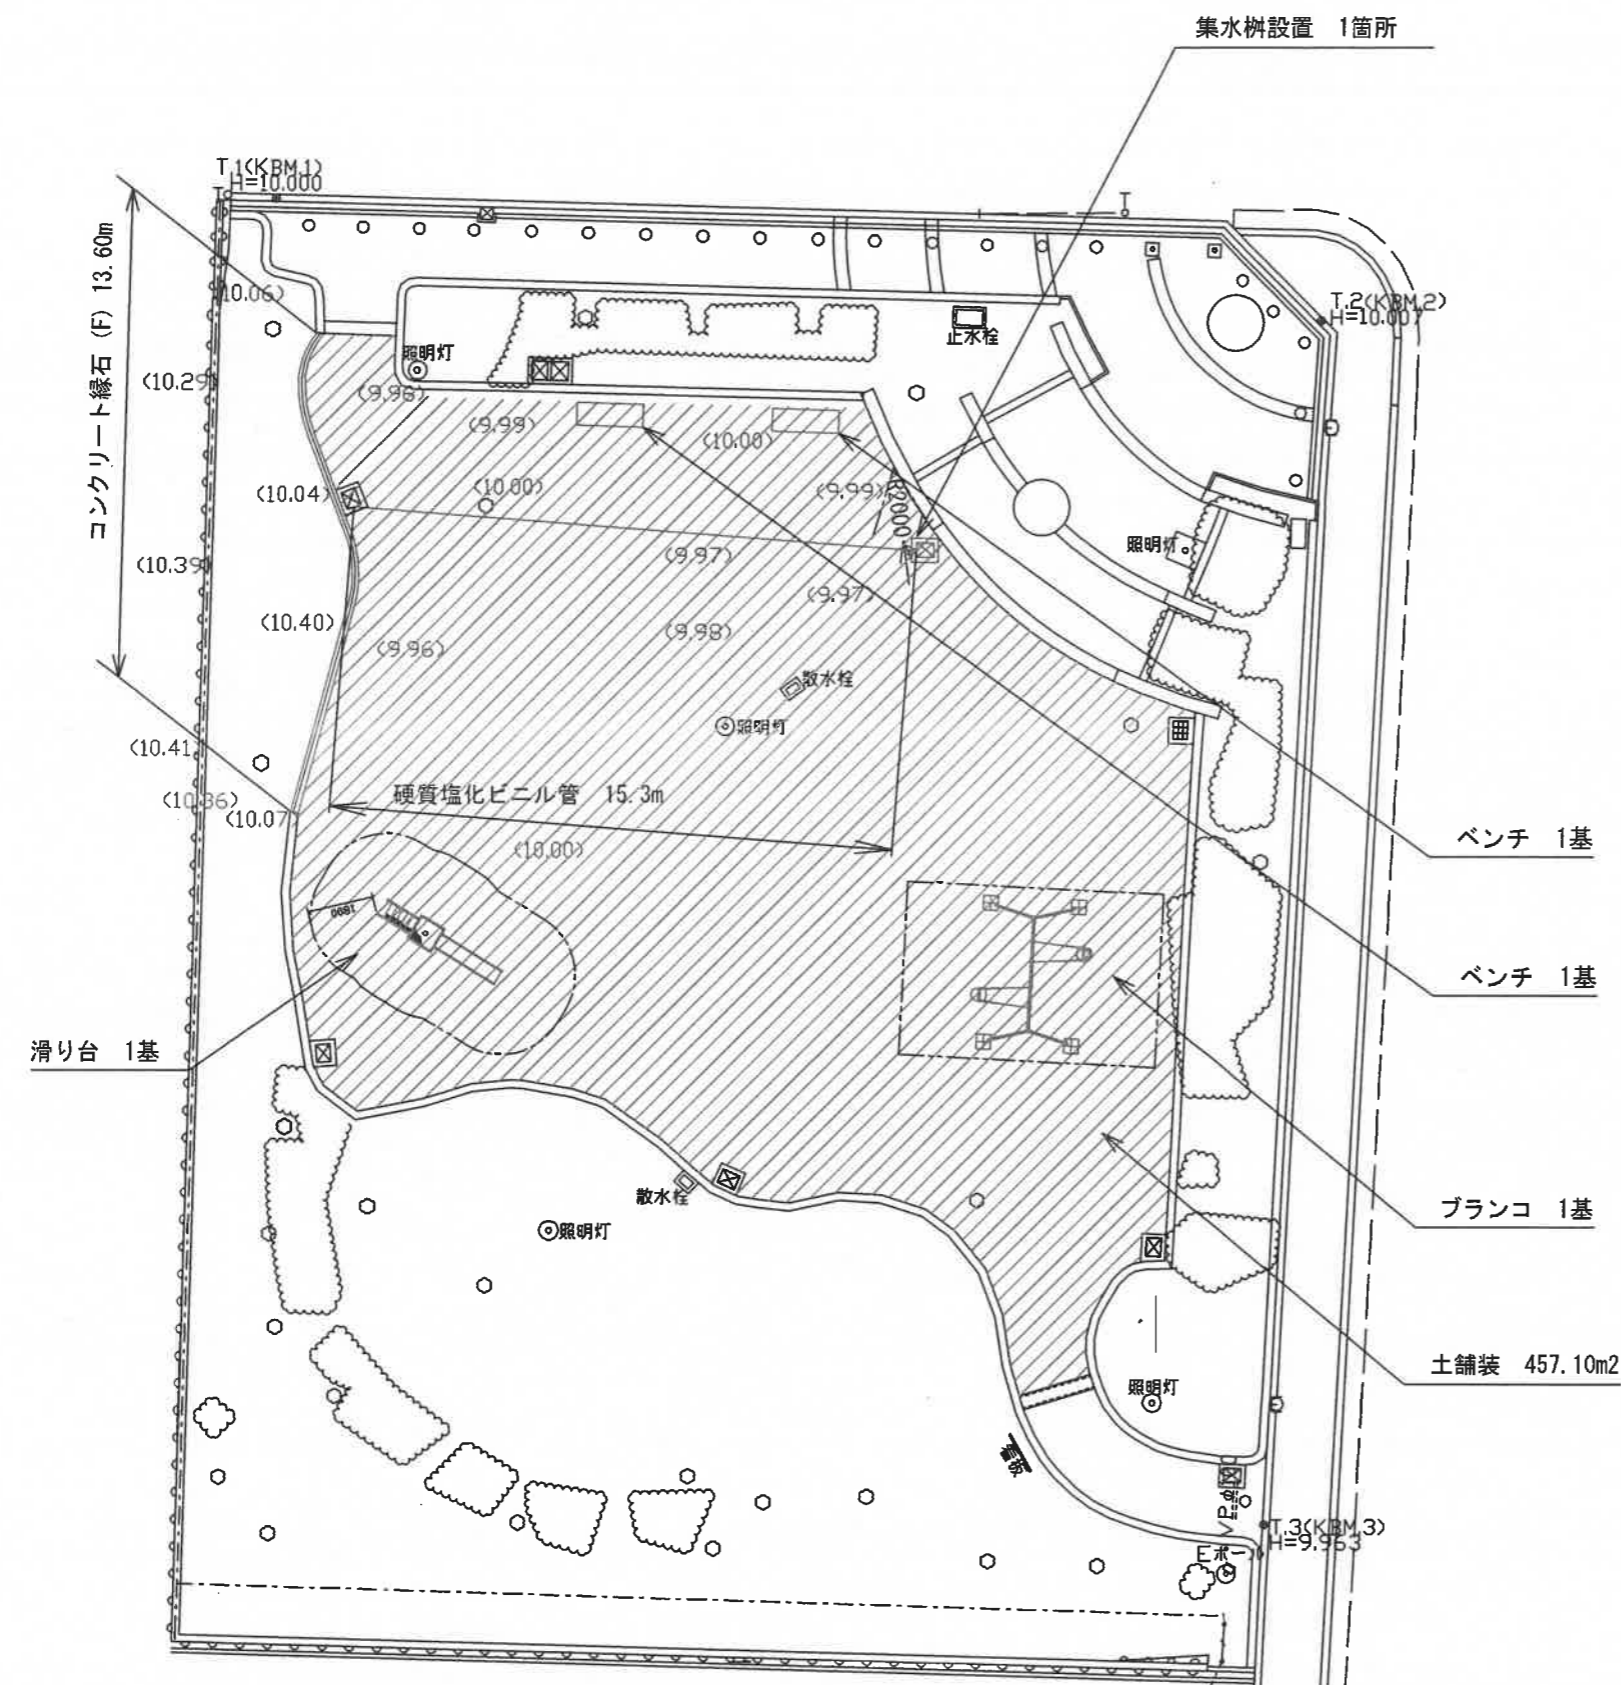 集水桝設置 1箇所
T.1(KBM.1)
H=10.000
コンクリート縁石 (F) 13.60m
(10.06)
T.2(KBM.2)
H=10.007
止水栓
照明灯
(10.29)
(9.98)
(9.99)
(10.00)
(10.04)
(10.00)
(9.99)
R2000
(10.39)
(9.97)
照明灯
(9.97)
(10.40)
(9.96)
(9.98)
散水栓
照明灯
(10.41)
(10.36)
(10.07)
硬質塩化ビニル管 15.3m
(10.00)
ベンチ 1基
1800
ベンチ 1基
滑り台 1基
散水栓
照明灯
ブランコ 1基
土舗装 457.10m2
照明灯
看板
VPφ
T.3(KBM.3)
H=9.963
Eポール